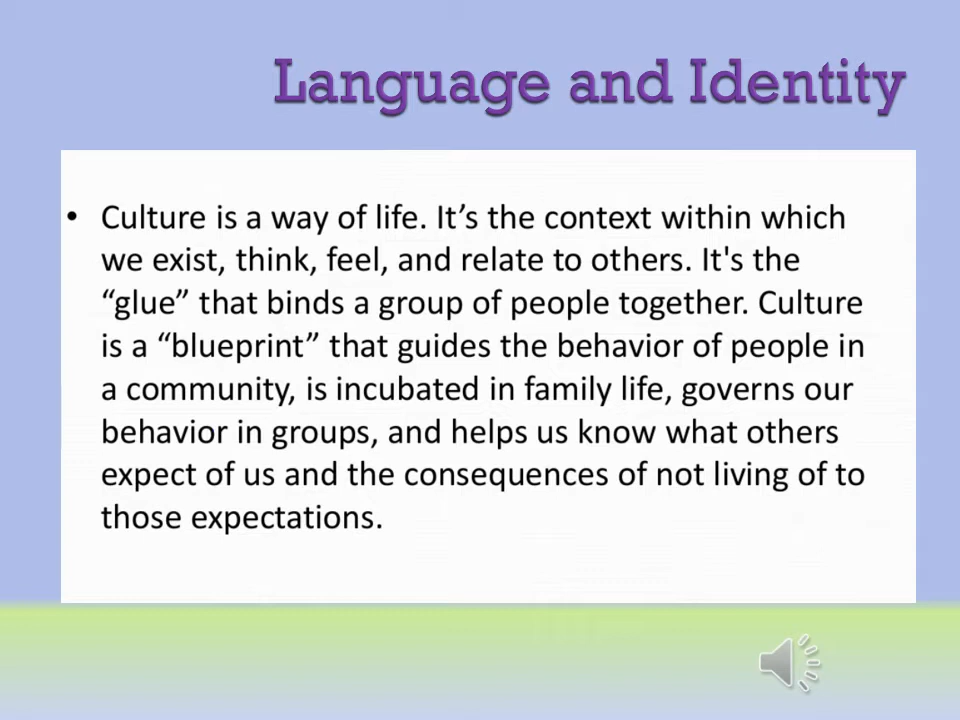 Language and Identity
• Culture is a way of life. It’s the context within which
we exist, think, feel, and relate to others. It's the
“glue” that binds a group of people together. Culture
is a “blueprint” that guides the behavior of people in
a community, is incubated in family life, governs our
behavior in groups, and helps us know what others
expect of us and the consequences of not living of to
those expectations.